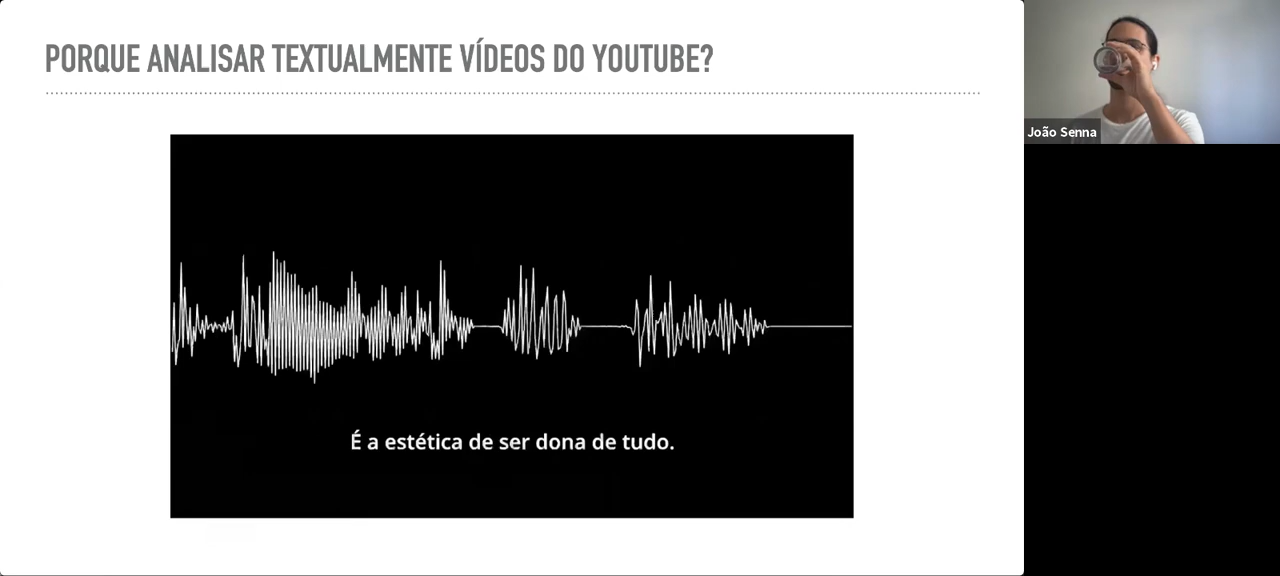 PORQUE ANALISAR TEXTUALMENTE VÍDEOS DO YOUTUBE?
João Senna
É a estética de ser dona de tudo.